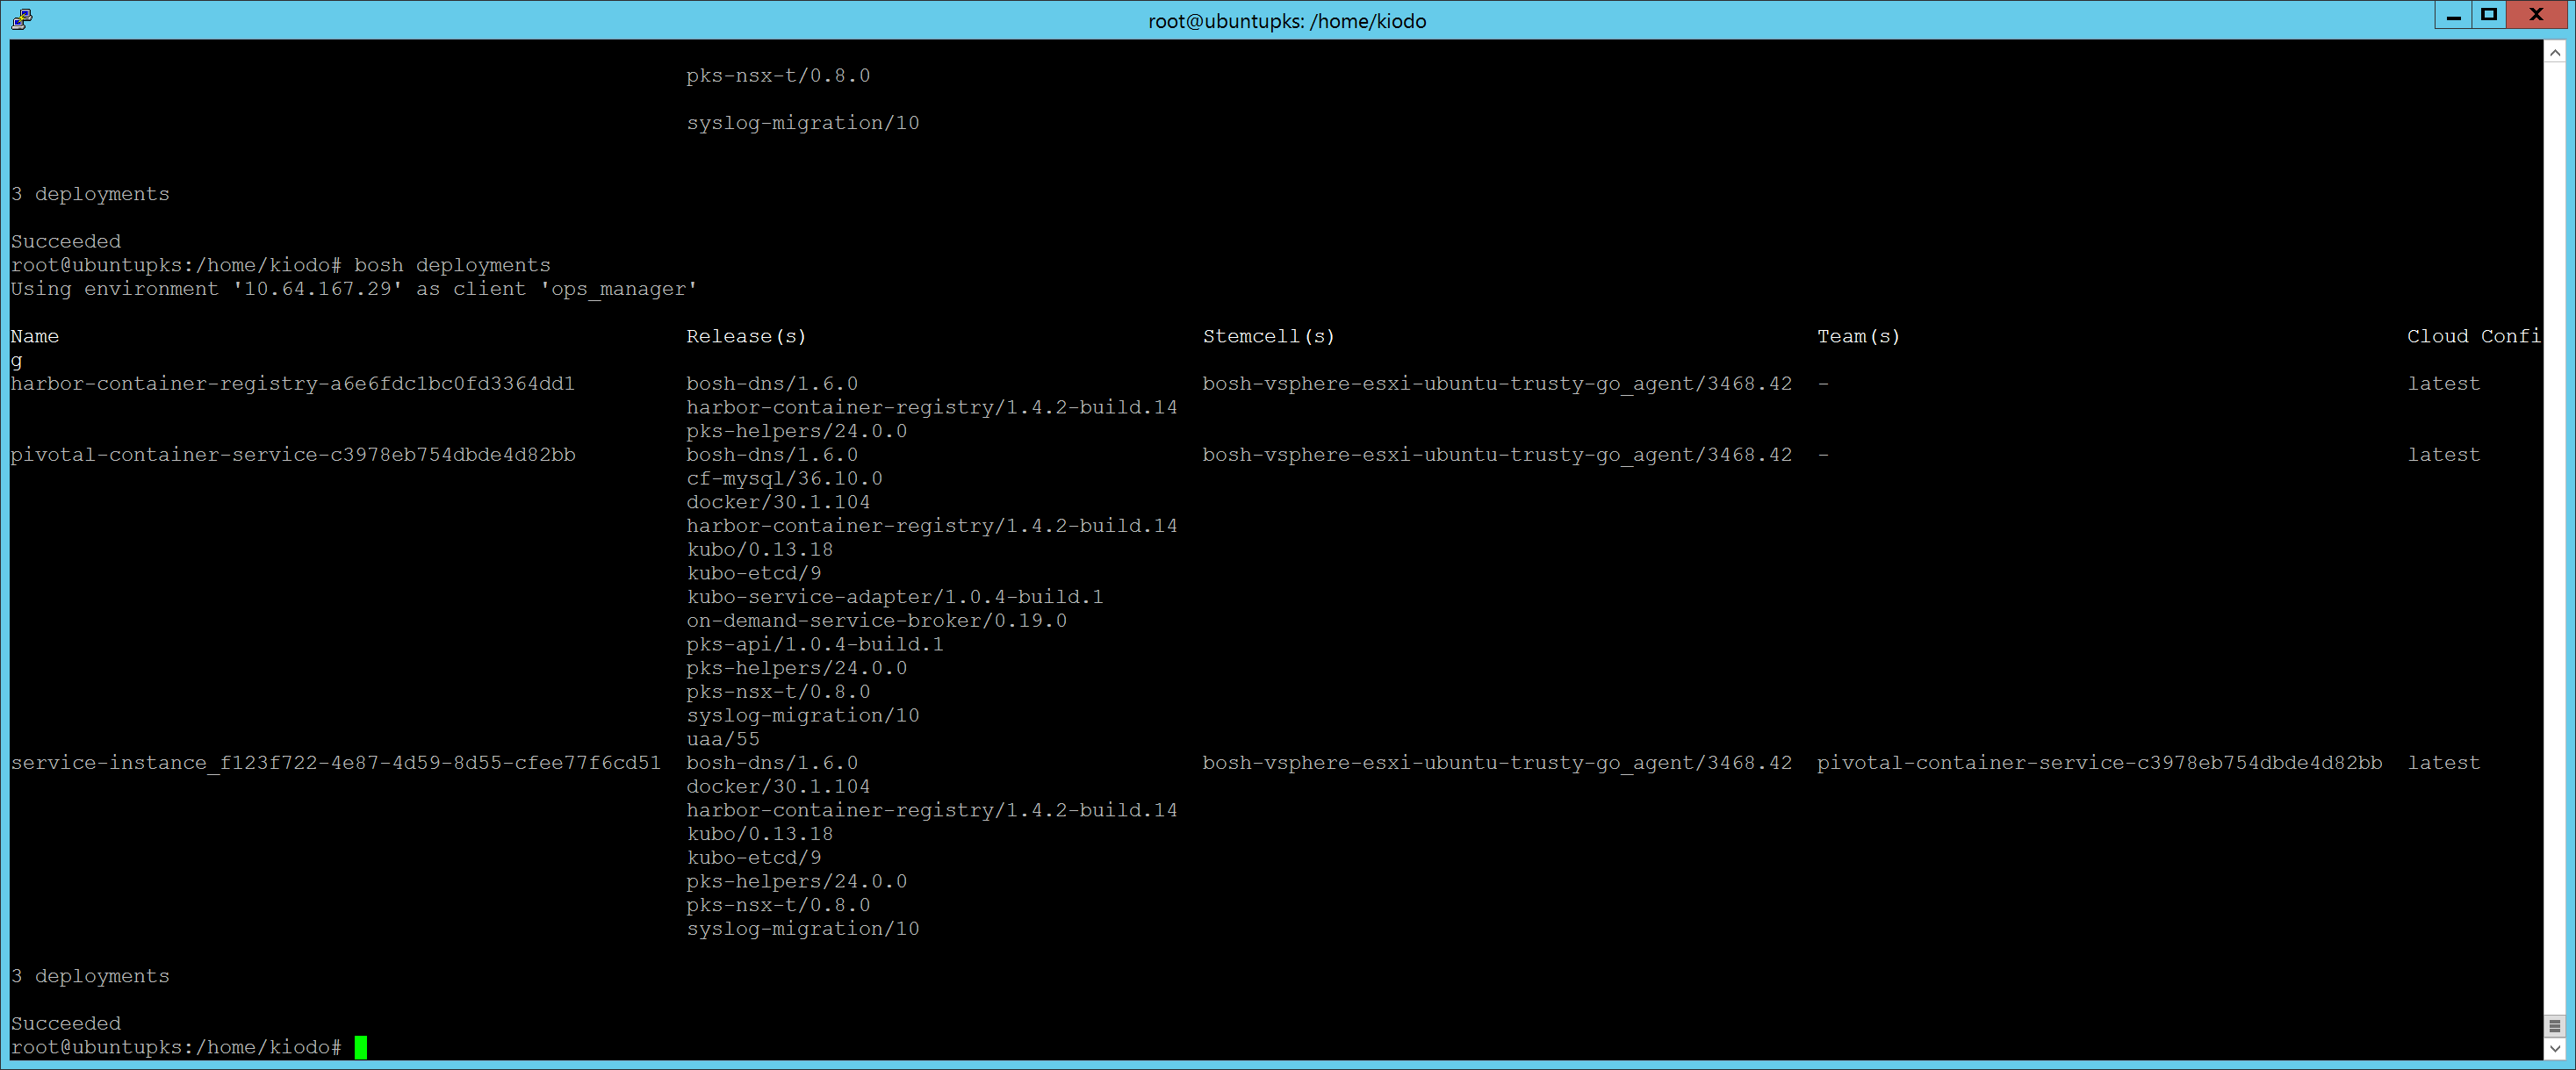 root@ubuntupks: /home/kiodo
pks-nsx-t/0.8.0
syslog-migration/10
3 deployments
Succeeded
root@ubuntupks:/home/kiodo# bosh deployments
Using environment '10.64.167.29' as client 'ops_manager'
Name Release(s) Stemcell(s) Team(s) Cloud Confi
g
harbor-container-registry-a6e6fdc1bc0fd3364dd1 bosh-dns/1.6.0 bosh-vsphere-esxi-ubuntu-trusty-go_agent/3468.42 - latest
harbor-container-registry/1.4.2-build.14
pks-helpers/24.0.0
pivotal-container-service-c3978eb754dbde4d82bb bosh-dns/1.6.0 bosh-vsphere-esxi-ubuntu-trusty-go_agent/3468.42 - latest
cf-mysql/36.10.0
docker/30.1.104
harbor-container-registry/1.4.2-build.14
kubo/0.13.18
kubo-etcd/9
kubo-service-adapter/1.0.4-build.1
on-demand-service-broker/0.19.0
pks-api/1.0.4-build.1
pks-helpers/24.0.0
pks-nsx-t/0.8.0
syslog-migration/10
uaa/55
service-instance_f123f722-4e87-4d59-8d55-cfee77f6cd51 bosh-dns/1.6.0 bosh-vsphere-esxi-ubuntu-trusty-go_agent/3468.42 pivotal-container-service-c3978eb754dbde4d82bb latest
docker/30.1.104
harbor-container-registry/1.4.2-build.14
kubo/0.13.18
kubo-etcd/9
pks-helpers/24.0.0
pks-nsx-t/0.8.0
syslog-migration/10
3 deployments
Succeeded
root@ubuntupks:/home/kiodo#